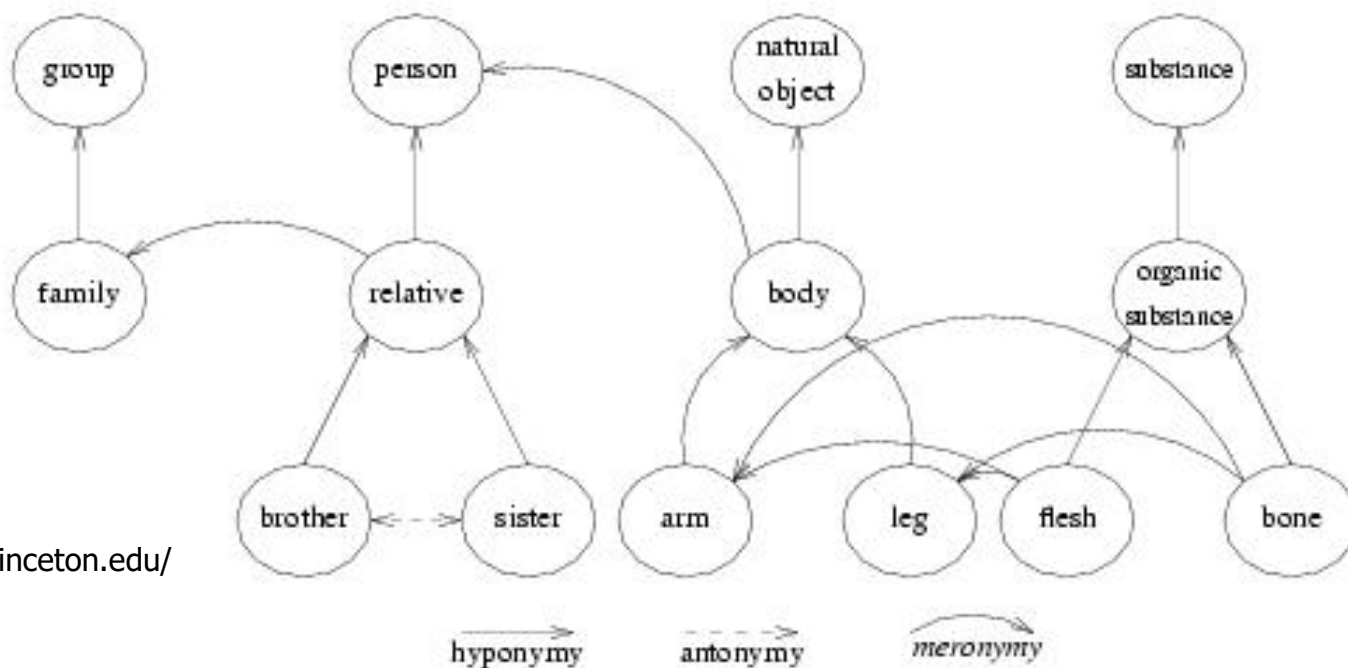 group
person
natural
object
substance
family
relative
body
organic
substance
brother
sister
arm
leg
flesh
bone
inceton.edu/
hyponymy
antonymy
meronymy